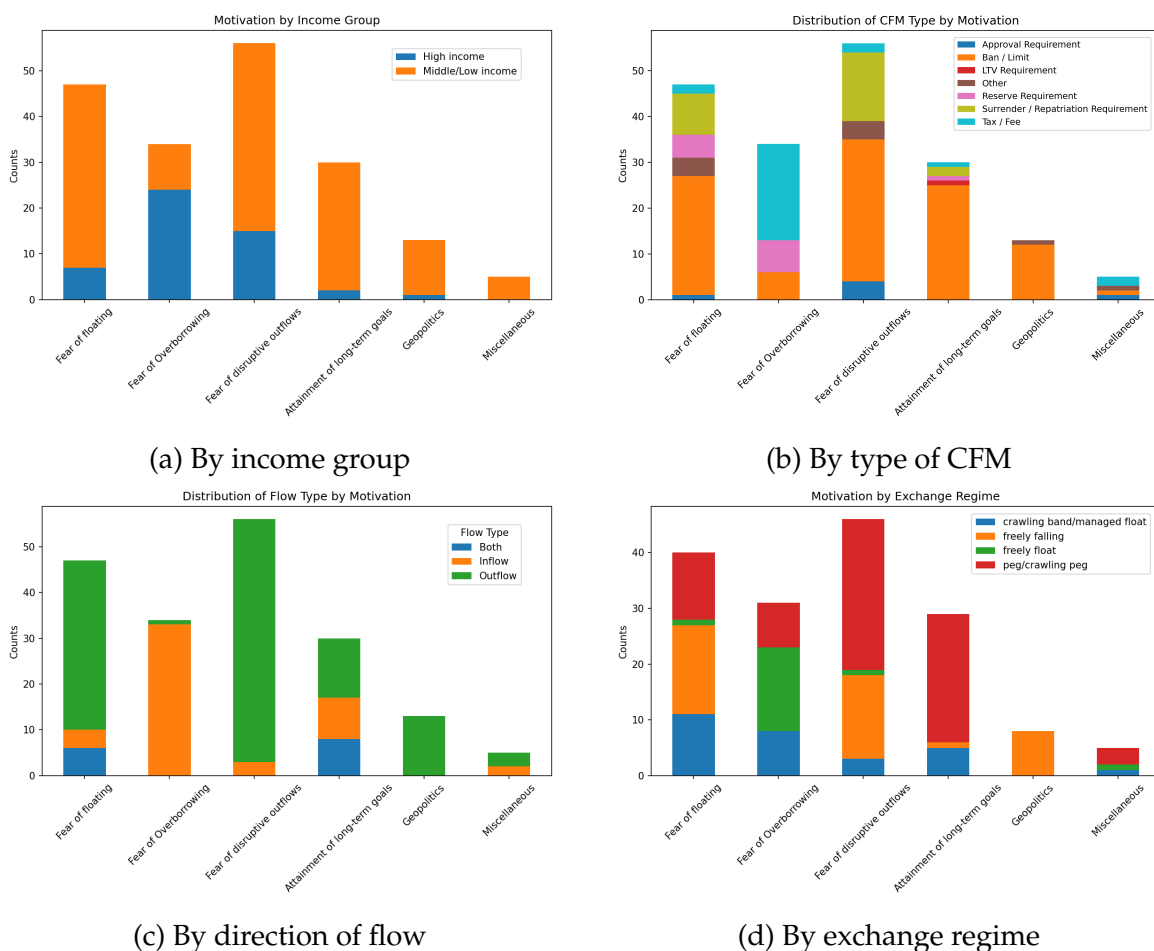 Motivation by Income Group
Counts
50
40
30
20
10
0
High income
Middle/Low income
Fear of floating
Fear of Overborrowing
Fear of disruptive outflows
Attainment of long-term goals
Geopolitics
Miscellaneous
(a) By income group
Distribution of CFM Type by Motivation
Counts
50
40
30
20
10
0
Approval Requirement
Ban / Limit
LTV Requirement
Other
Reserve Requirement
Surrender / Repatriation Requirement
Tax / Fee
Fear of floating
Fear of Overborrowing
Fear of disruptive outflows
Attainment of long-term goals
Geopolitics
Miscellaneous
(b) By type of CFM
Distribution of Flow Type by Motivation
Counts
50
40
30
20
10
0
Flow Type
Both
Inflow
Outflow
Fear of floating
Fear of Overborrowing
Fear of disruptive outflows
Attainment of long-term goals
Geopolitics
Miscellaneous
(c) By direction of flow
Motivation by Exchange Regime
Counts
40
30
20
10
0
crawling band/managed float
freely falling
freely float
peg/crawling peg
Fear of floating
Fear of Overborrowing
Fear of disruptive outflows
Attainment of long-term goals
Geopolitics
Miscellaneous
(d) By exchange regime